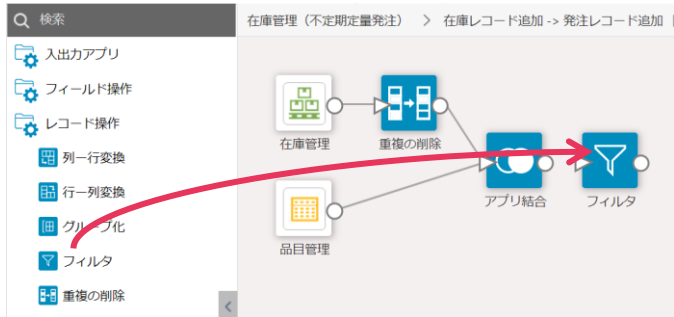 検索
入出力アプリ
フィールド操作
レコード操作
列ー行変換
行ー列変換
グループ化
フィルタ
重複の削除
在庫管理（不定期定量発注） > 在庫レコード追加 -> 発注レコード追加
在庫管理
重複の削除
アプリ結合
フィルタ
品目管理